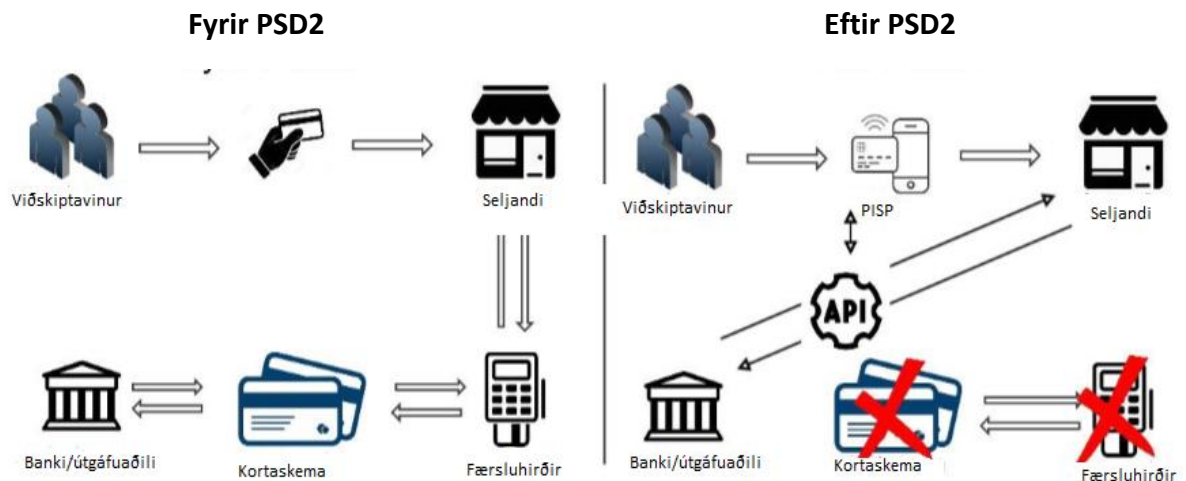 Fyrir PSD2
Viðskiptavinur
Seljandi
Banki/útgáfuaðili
Kortaskema
Færsluhirðir
Eftir PSD2
Viðskiptavinur
PISP
Seljandi
API
Banki/útgáfuaðili
Kortaskema
Færsluhirðir